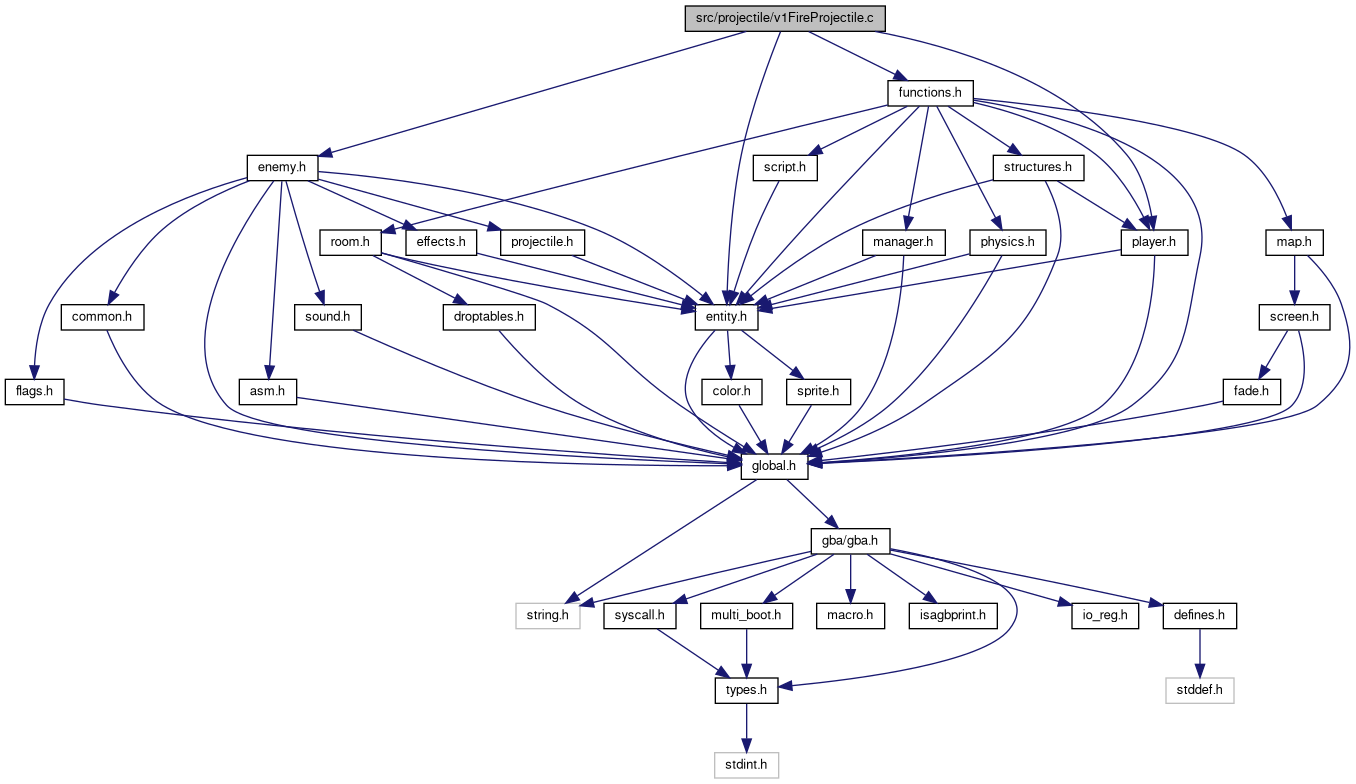 src/projectile/v1FireProjectile.c
functions.h
enemy.h
script.h
structures.h
room.h
effects.h
projectile.h
manager.h
physics.h
player.h
map.h
common.h
sound.h
droptables.h
entity.h
screen.h
flags.h
asm.h
color.h
sprite.h
fade.h
global.h
gba/gba.h
string.h
syscall.h
multi_boot.h
macro.h
isagbprint.h
io_reg.h
defines.h
types.h
stddef.h
stdint.h